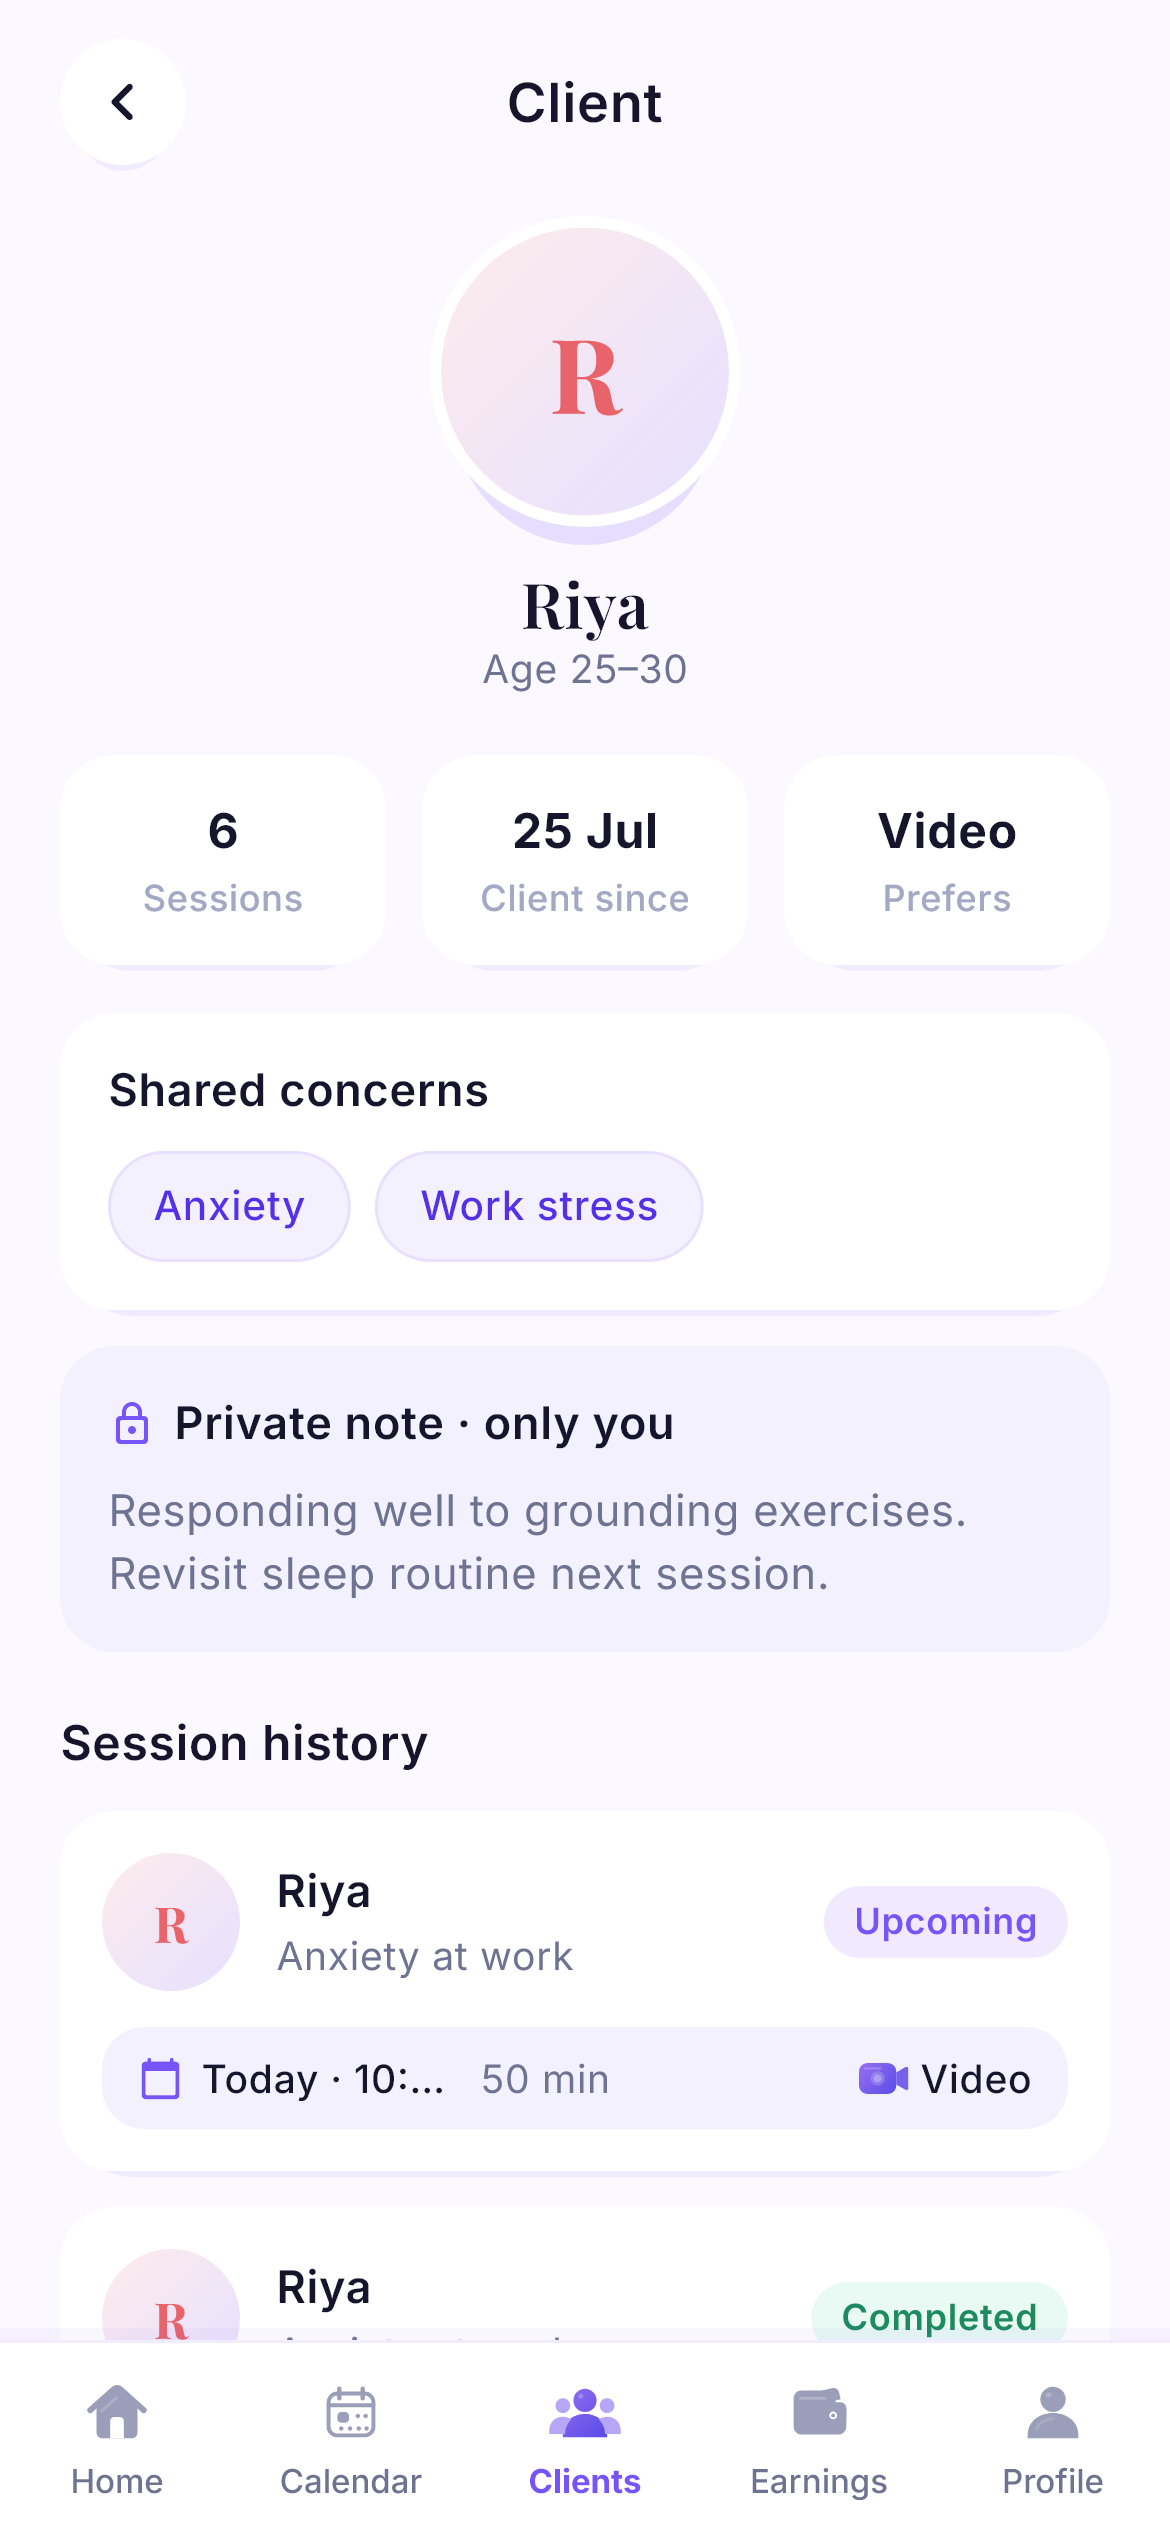 Client
R
Riya
Age 25–30
6
Sessions
25 Jul
Client since
Video
Prefers
Shared concerns
Anxiety
Work stress
Private note · only you
Responding well to grounding exercises.
Revisit sleep routine next session.
Session history
R
Riya
Anxiety at work
Upcoming
Today · 10:...
50 min
Video
R
Riya
Completed
Home
Calendar
Clients
Earnings
Profile